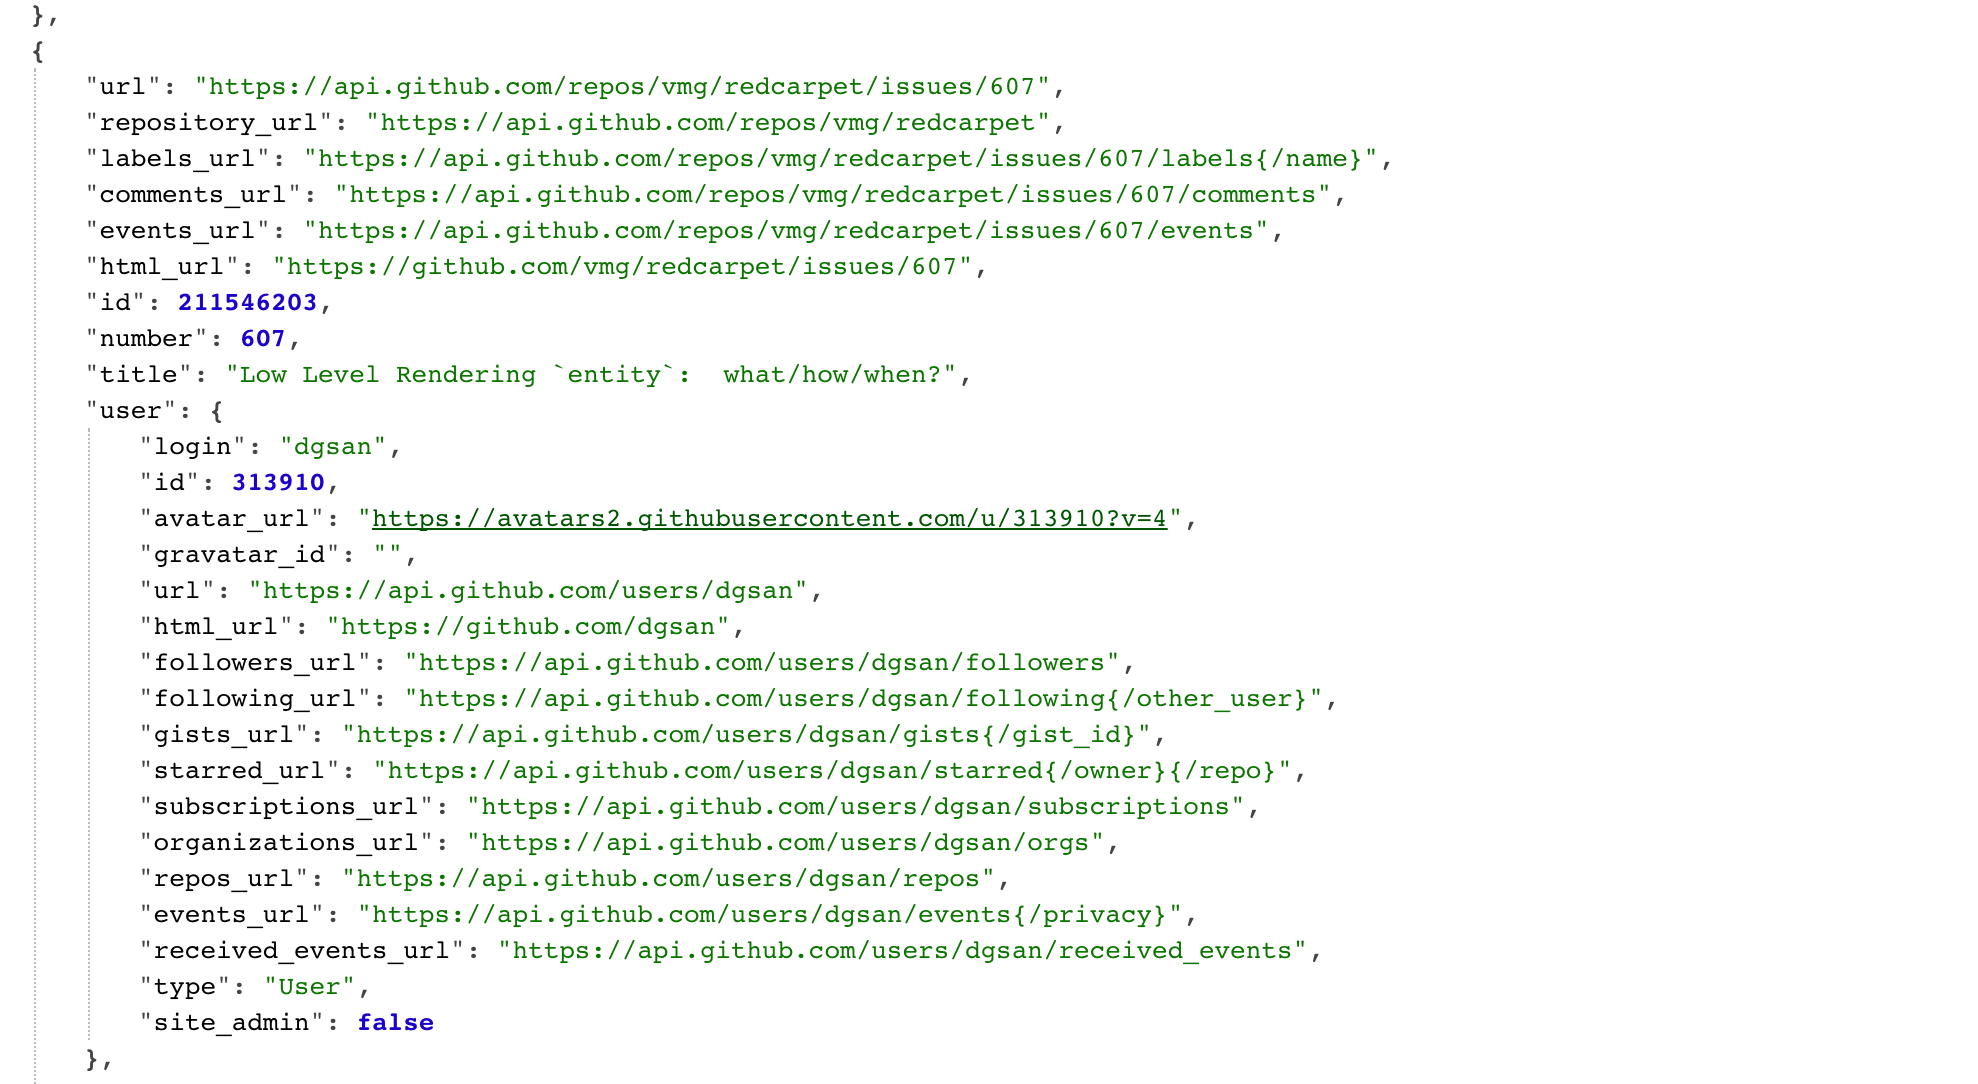 },
{
"url": "https://api.github.com/repos/vmg/redcarpet/issues/607",
"repository_url": "https://api.github.com/repos/vmg/redcarpet",
"labels_url": "https://api.github.com/repos/vmg/redcarpet/issues/607/labels{/name}",
"comments_url": "https://api.github.com/repos/vmg/redcarpet/issues/607/comments",
"events_url": "https://api.github.com/repos/vmg/redcarpet/issues/607/events",
"html_url": "https://github.com/vmg/redcarpet/issues/607",
"id": 211546203,
"number": 607,
"title": "Low Level Rendering `entity`:  what/how/when?",
"user": {
"login": "dgsan",
"id": 313910,
"avatar_url": "https://avatars2.githubusercontent.com/u/313910?v=4",
"gravatar_id": "",
"url": "https://api.github.com/users/dgsan",
"html_url": "https://github.com/dgsan",
"followers_url": "https://api.github.com/users/dgsan/followers",
"following_url": "https://api.github.com/users/dgsan/following{/other_user}",
"gists_url": "https://api.github.com/users/dgsan/gists{/gist_id}",
"starred_url": "https://api.github.com/users/dgsan/starred{/owner}{/repo}",
"subscriptions_url": "https://api.github.com/users/dgsan/subscriptions",
"organizations_url": "https://api.github.com/users/dgsan/orgs",
"repos_url": "https://api.github.com/users/dgsan/repos",
"events_url": "https://api.github.com/users/dgsan/events{/privacy}",
"received_events_url": "https://api.github.com/users/dgsan/received_events",
"type": "User",
"site_admin": false
},